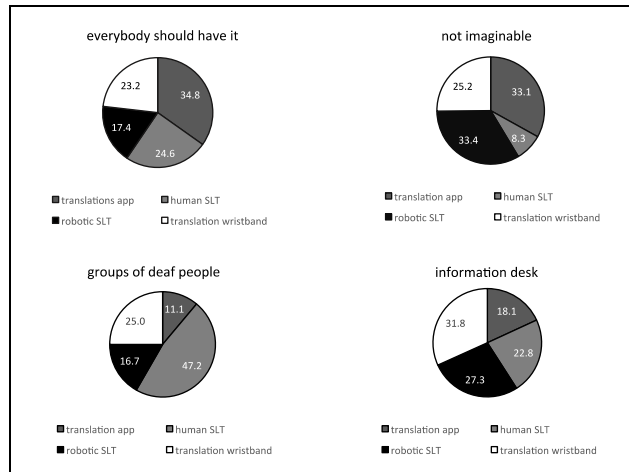 everybody should have it
23.2
34.8
17.4
24.6
translations app human SLT
robotic SLT translation wristband
not imaginable
25.2
33.1
33.4
8.3
translation app human SLT
robotic SLT translation wristband
groups of deaf people
11.1
25.0
16.7
47.2
translation app human SLT
robotic SLT translation wristband
information desk
18.1
31.8
22.8
27.3
translation app human SLT
robotic SLT translation wristband